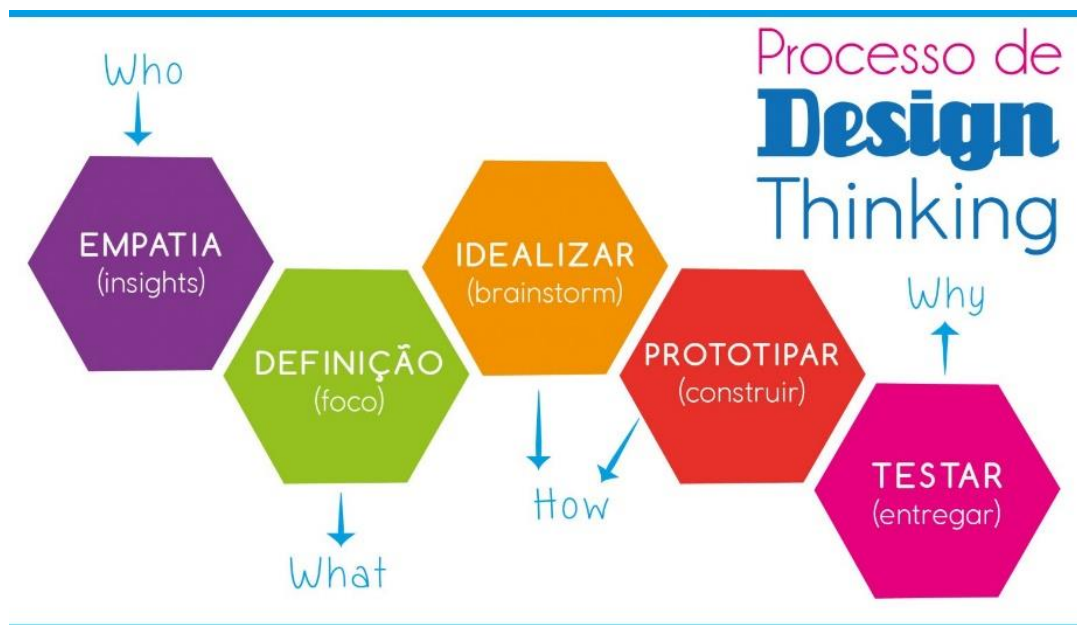 Processo de
Design
Thinking
Who
EMPATIA
(insights)
DEFINIÇÃO
(foco)
What
IDEALIZAR
(brainstorm)
How
PROTOTIPAR
(construir)
Why
TESTAR
(entregar)